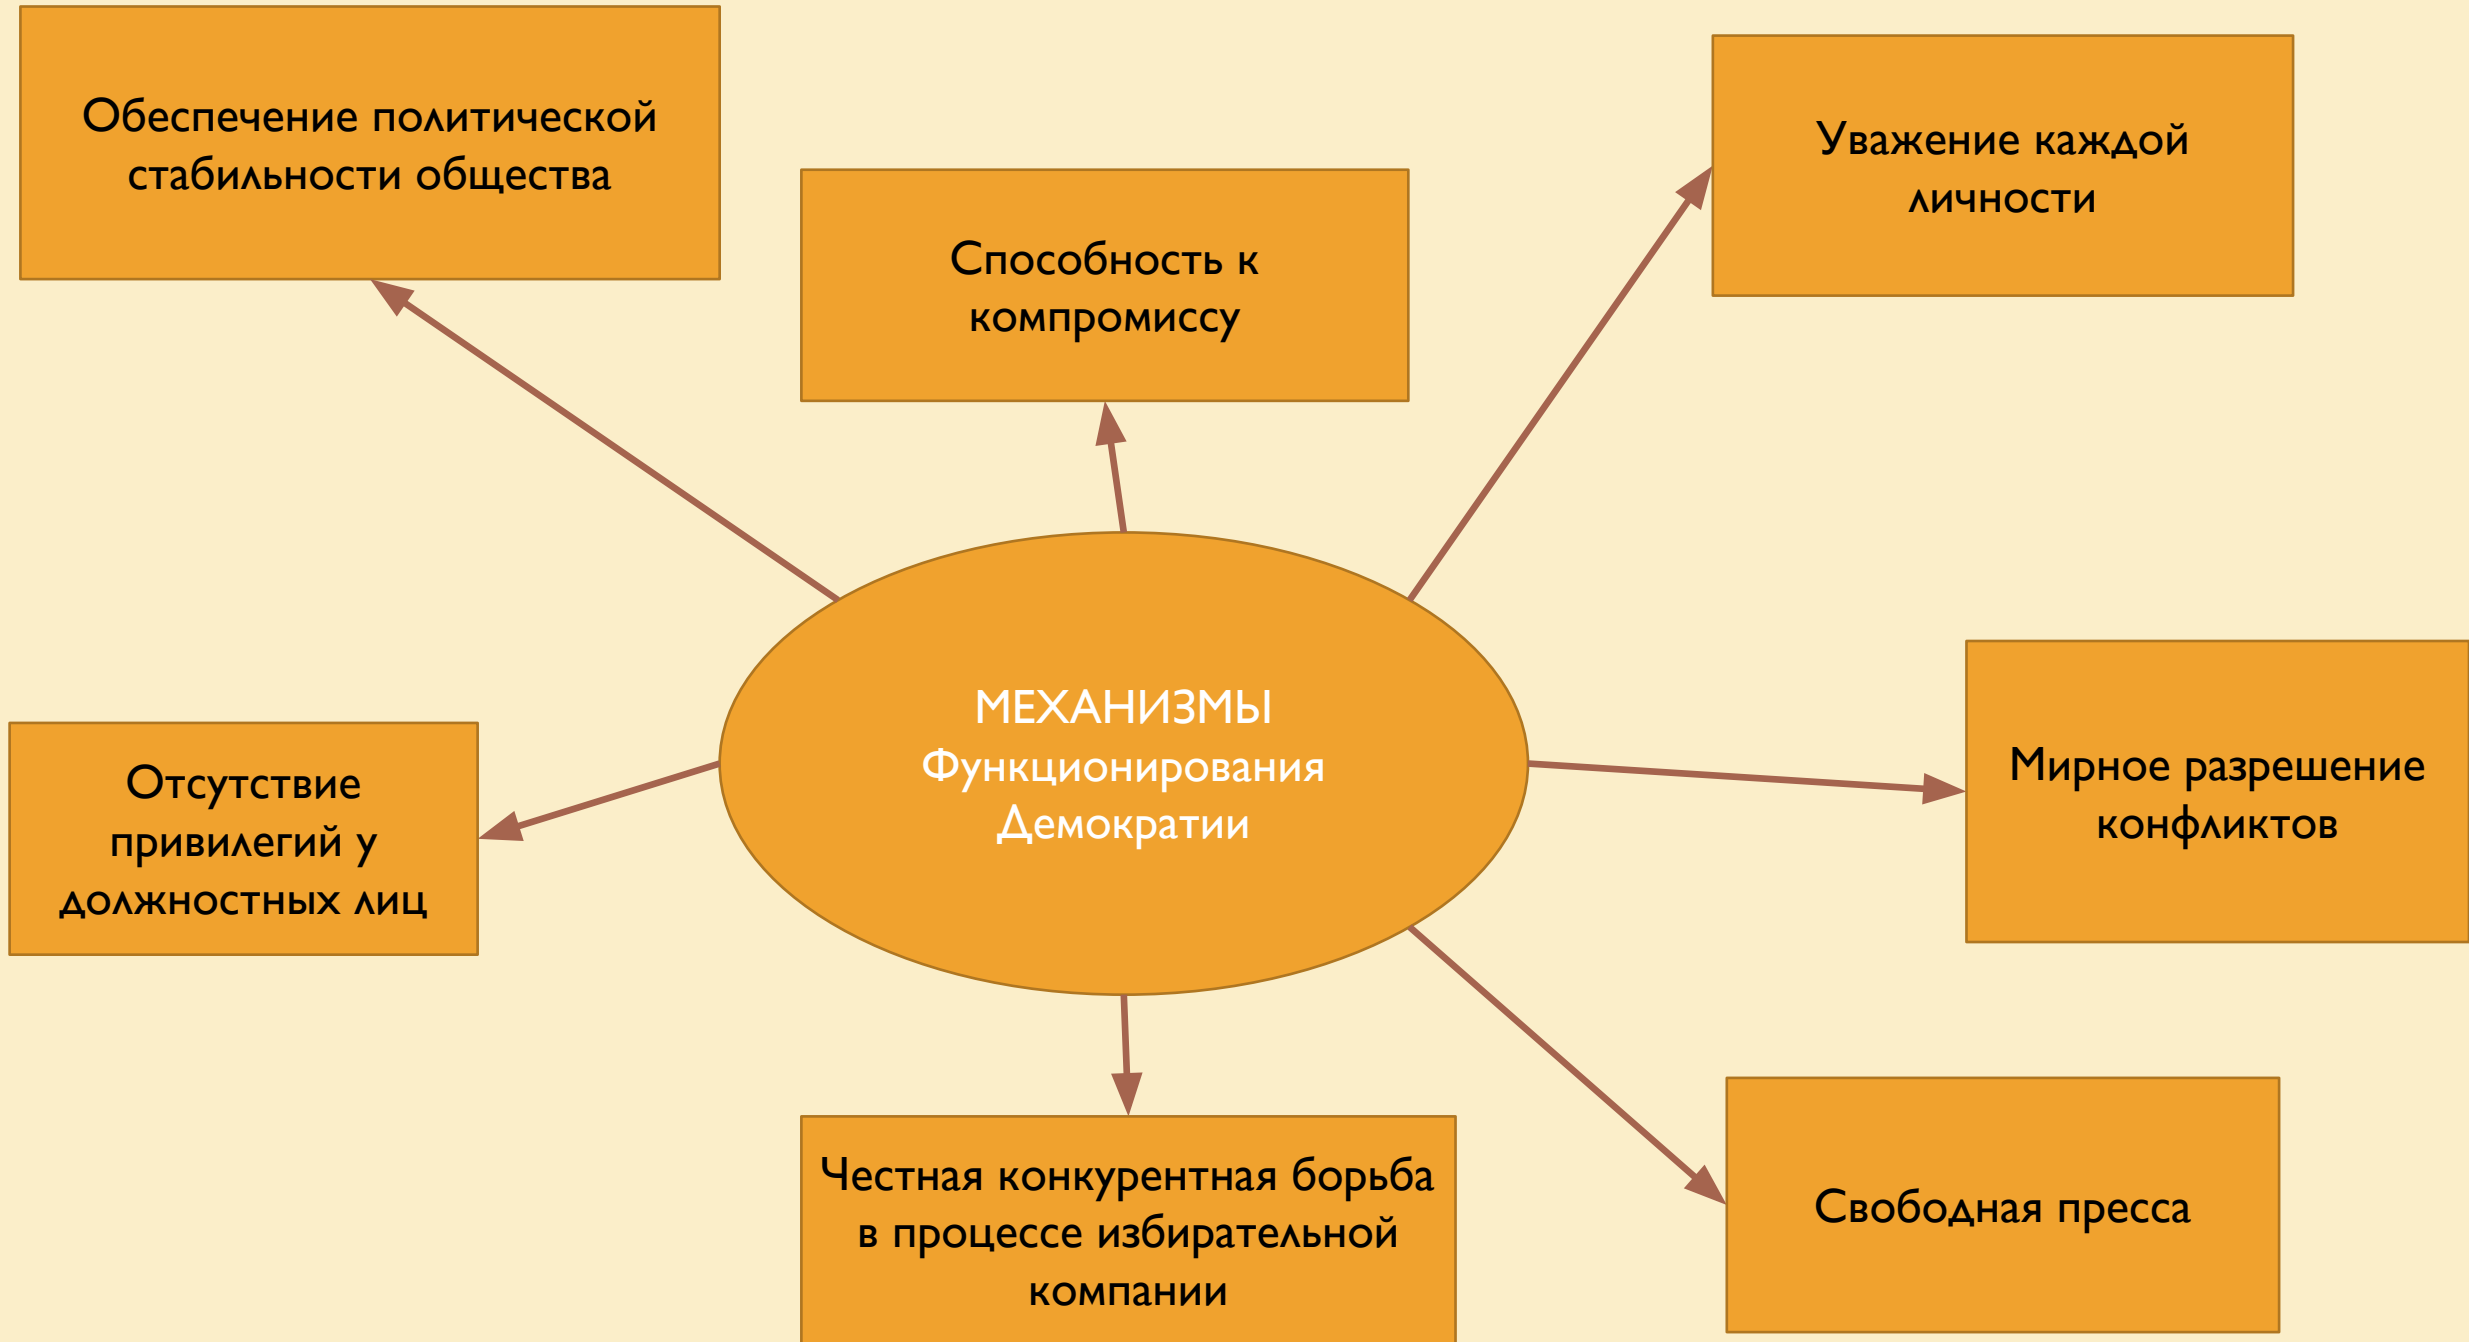 Обеспечение политической
стабильности общества
Способность к
компромиссу
Уважение каждой
личности
МЕХАНИЗМЫ
Функционирования
Демократии
Отсутствие
привилегий у
должностных лиц
Мирное разрешение
конфликтов
Честная конкурентная борьба
в процессе избирательной
компании
Свободная пресса